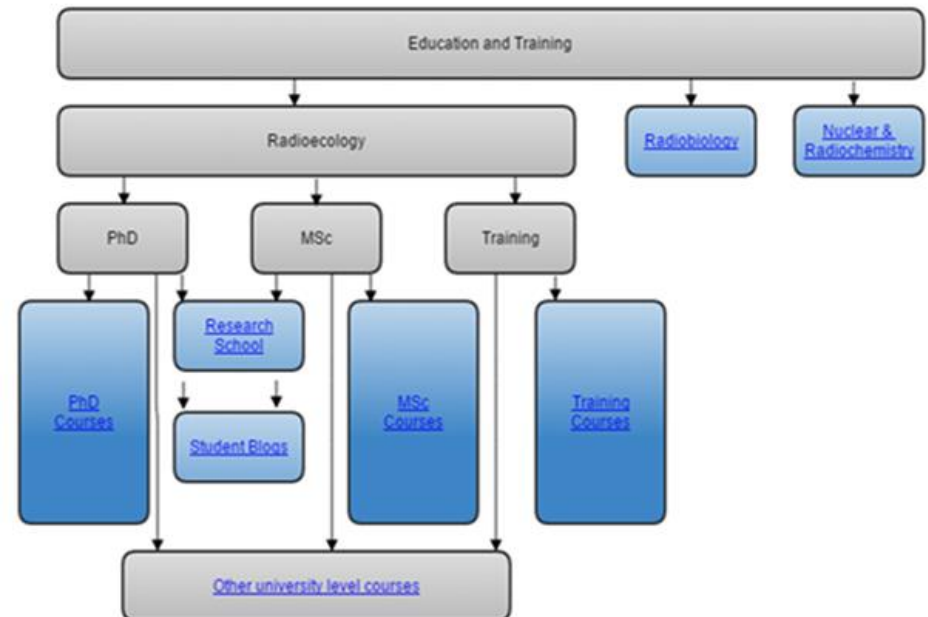 Education and Training
Radioecology
Radiobiology
Nuclear &
Radiochemistry
PhD
MSc
Training
Research
School
PhD
Courses
MSc
Courses
Training
Courses
Student Blogs
Other university level courses